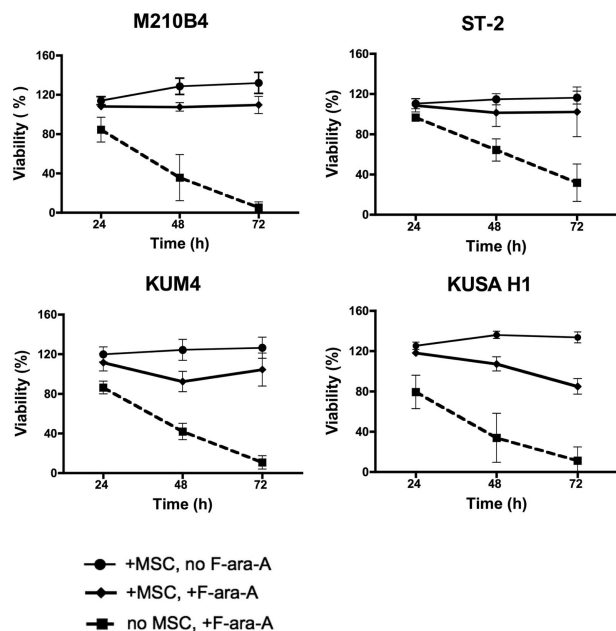 M210B4
ST-2
160
120
80
40
0
Viability ( %)
24
48
72
Time (h)
160
120
80
40
0
Viability (%)
24
48
72
Time (h)
KUM4
KUSA H1
160
120
80
40
0
Viability (%)
24
48
72
Time (h)
160
120
80
40
0
Viability (%)
24
48
72
Time (h)
+MSC, no F-ara-A
+MSC, +F-ara-A
no MSC, +F-ara-A